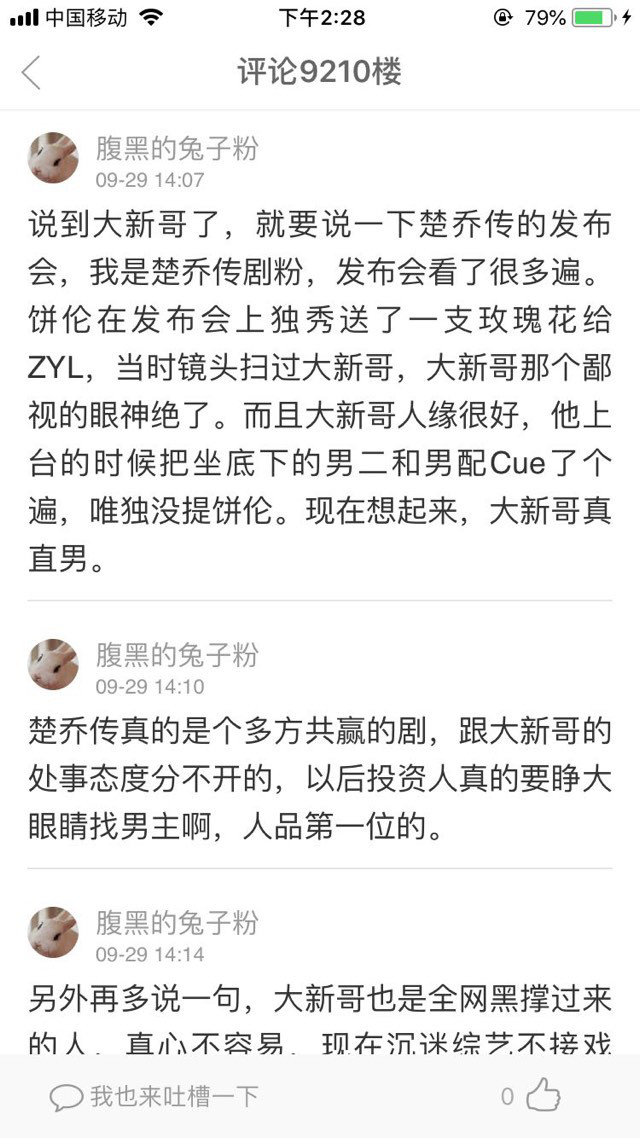 中国移动 下午2:28 79%
评论9210楼
腹黑的兔子粉
09-29 14:07
说到大新哥了，就要说一下楚乔传的发布
会，我是楚乔传剧粉，发布会看了很多遍。
饼伦在发布会上独秀送了一支玫瑰花给
ZYL，当时镜头扫过大新哥，大新哥那个鄙
视的眼神绝了。而且大新哥人缘很好，他上
台的时候把坐底下的男二和男配Cue了个
遍，唯独没提饼伦。现在想起来，大新哥真
直男。
腹黑的兔子粉
09-29 14:10
楚乔传真的是个多方共赢的剧，跟大新哥的
处事态度分不开的，以后投资人真的要睁大
眼睛找男主啊，人品第一位的。
腹黑的兔子粉
09-29 14:14
另外再多说一句，大新哥也是全网黑撑过来
的人，真心不容易，现在沉迷综艺不接戏
我也来吐槽一下 0